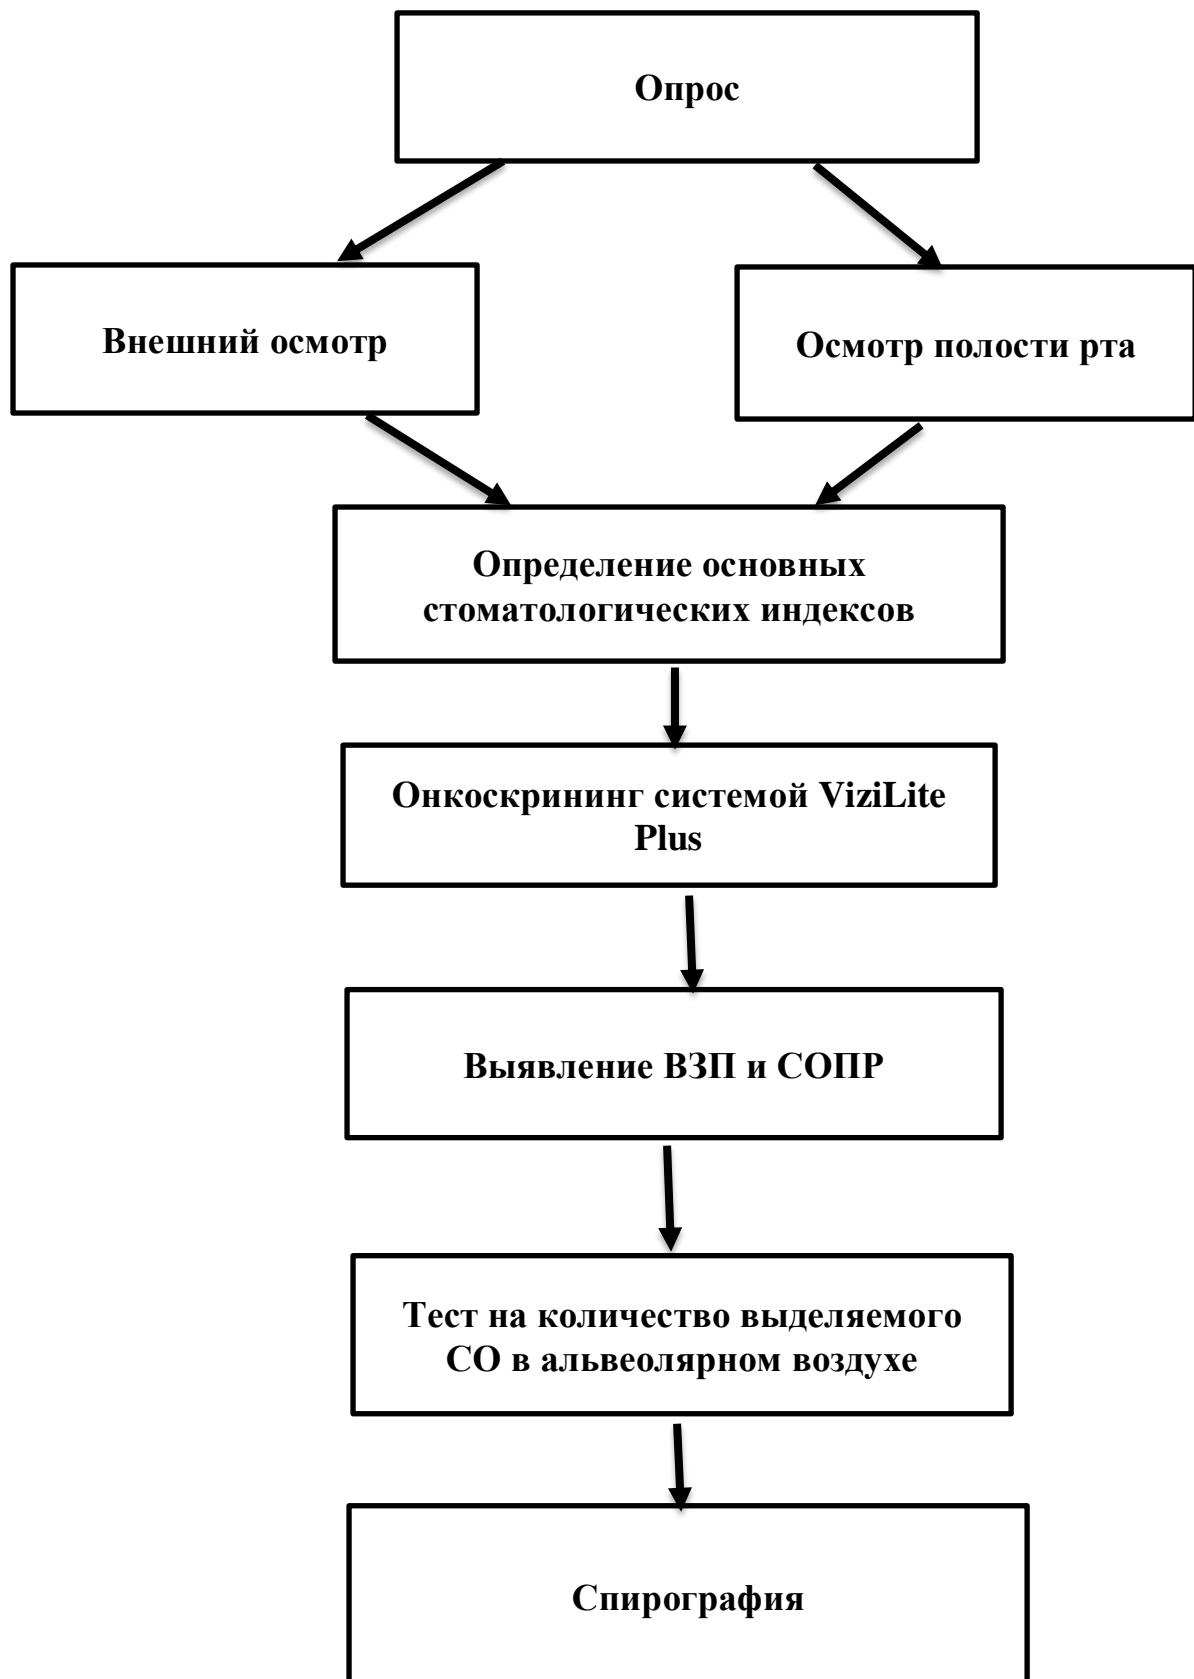 Опрос
Внешний осмотр
Осмотр полости рта
Определение основных
стоматологических индексов
Онкоскрининг системой ViziLite
Plus
Выявление ВЗП и СОПР
Тест на количество выделяемого
СО в альвеолярном воздухе
Спирография